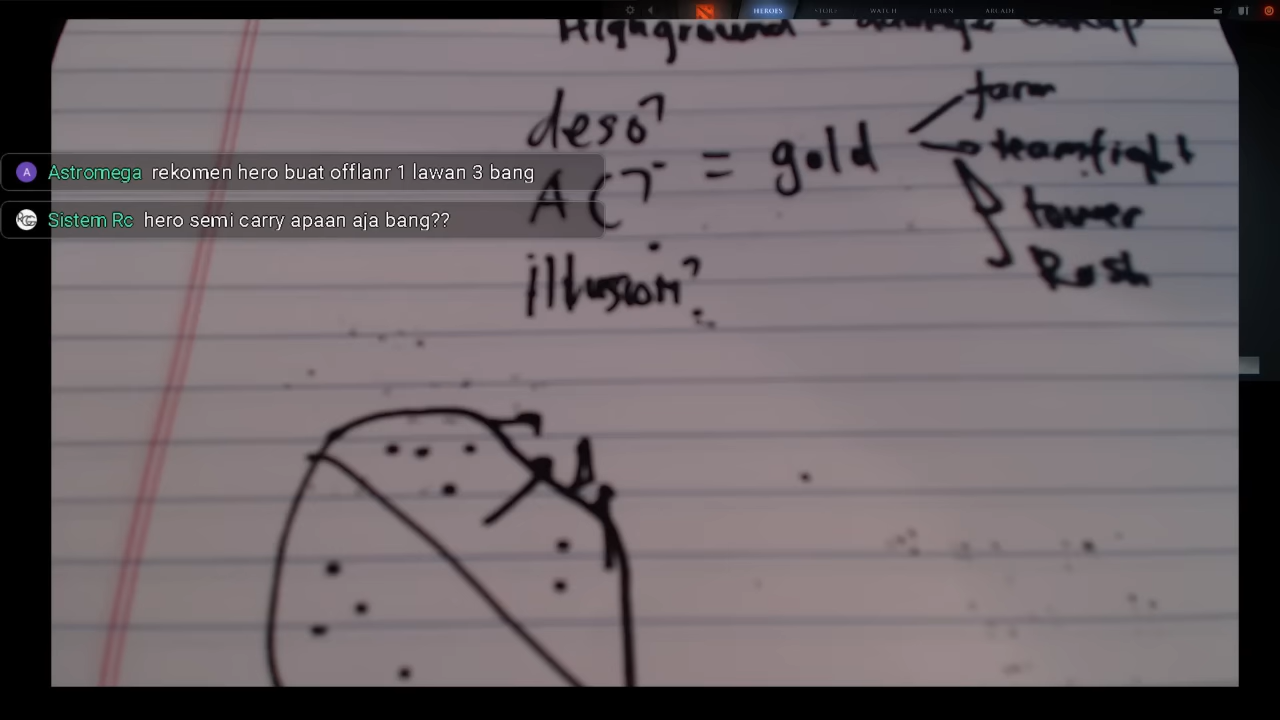 HEROES STORE WATCH LEARN ARCADE
Highground
deso?
= gold
farm
teamfight
tower
Rosh
illusion?
A Astromega rekomen hero buat offlanr 1 lawan 3 bang
Sistem Rc hero semi carry apaan aja bang??